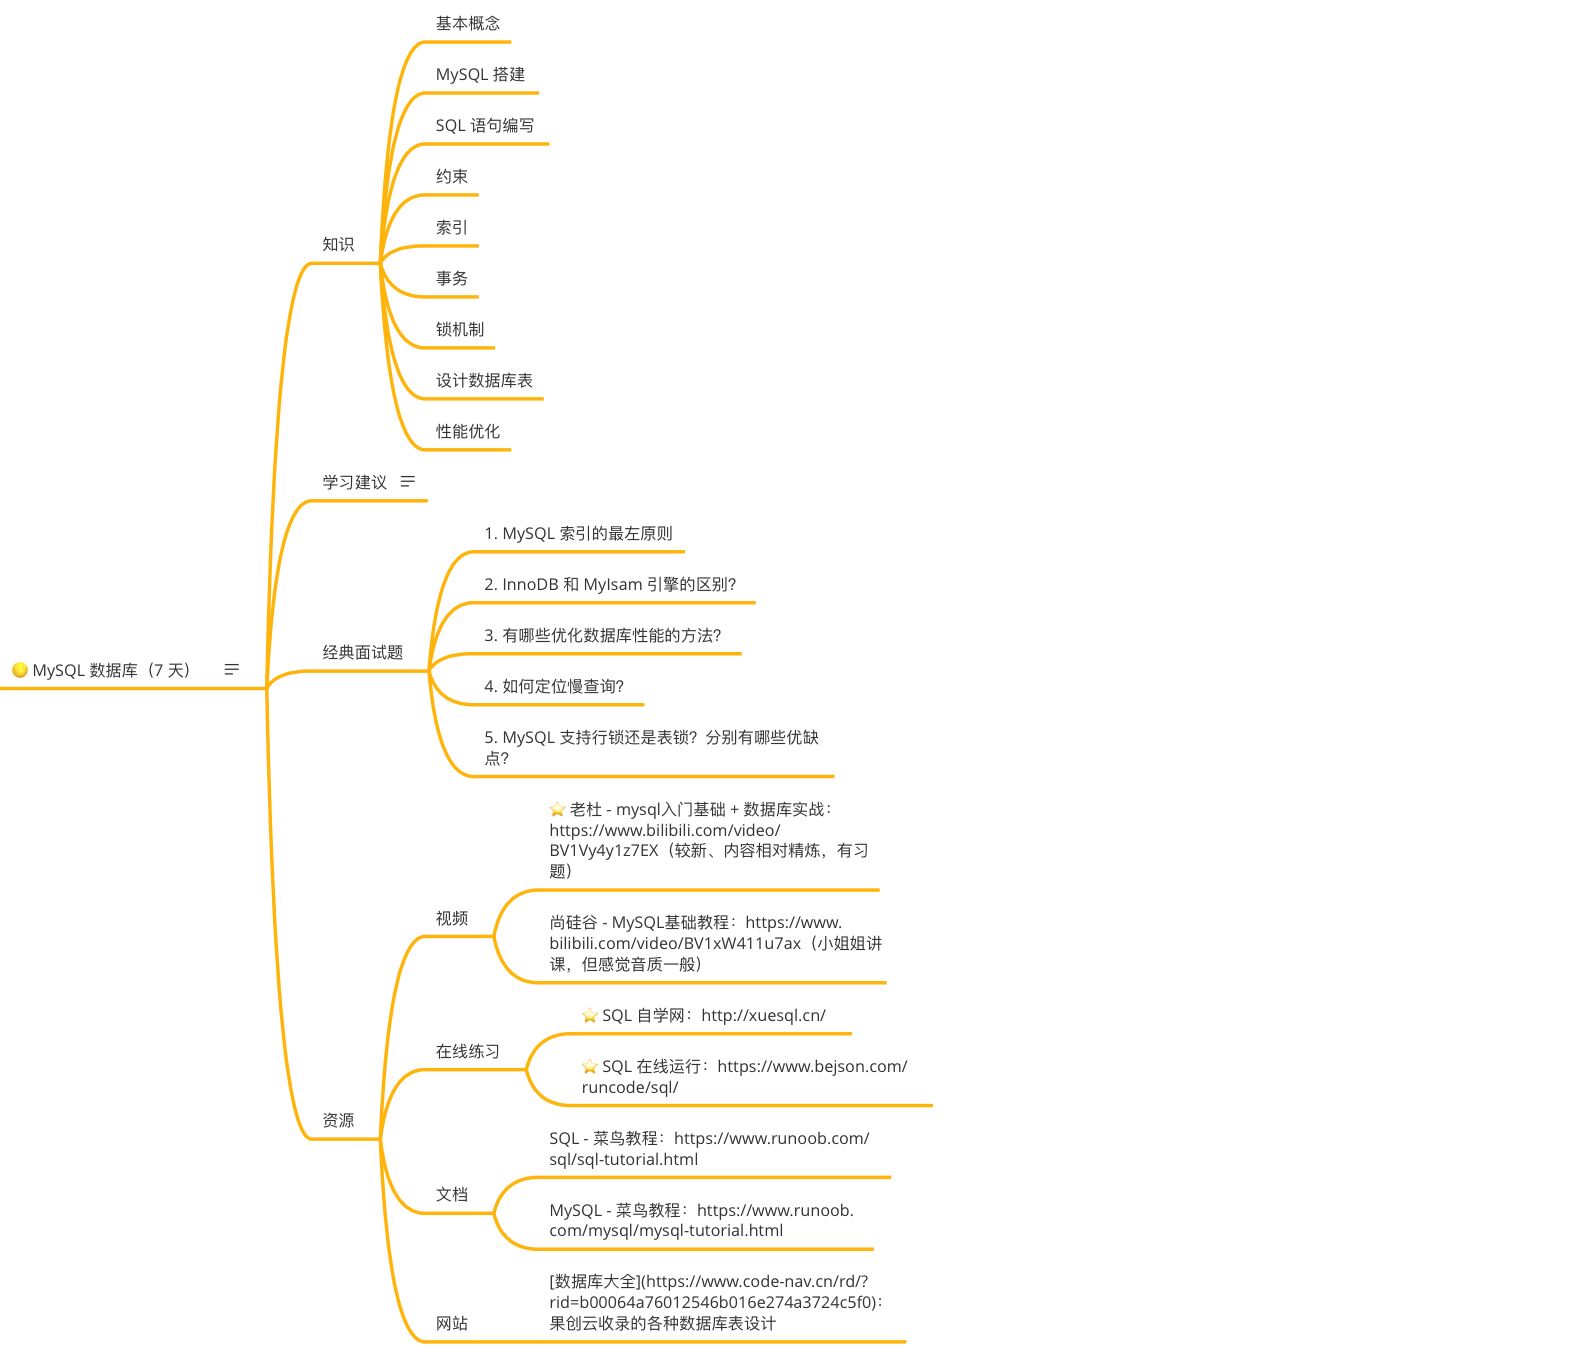 基本概念
MySQL 搭建
SQL 语句编写
约束
索引
知识
事务
锁机制
设计数据库表
性能优化
学习建议
1. MySQL 索引的最左原则
2. InnoDB 和 MyIsam 引擎的区别？
3. 有哪些优化数据库性能的方法？
经典面试题
MySQL 数据库（7 天）
4. 如何定位慢查询？
5. MySQL 支持行锁还是表锁？分别有哪些优缺
点？
⭐ 老杜 - mysql入门基础 + 数据库实战：
https://www.bilibili.com/video/
BV1Vy4y1z7EX（较新、内容相对精炼，有习
题）
视频
尚硅谷 - MySQL基础教程：https://www.
bilibili.com/video/BV1xW411u7ax（小姐姐讲
课，但感觉音质一般）
⭐ SQL 自学网：http://xuesql.cn/
在线练习
⭐ SQL 在线运行：https://www.bejson.com/
runcode/sql/
资源
SQL - 菜鸟教程：https://www.runoob.com/
sql/sql-tutorial.html
文档
MySQL - 菜鸟教程：https://www.runoob.
com/mysql/mysql-tutorial.html
[数据库大全](https://www.code-nav.cn/rd/?
rid=b00064a76012546b016e274a3724c5f0)：
果创云收录的各种数据库表设计
网站